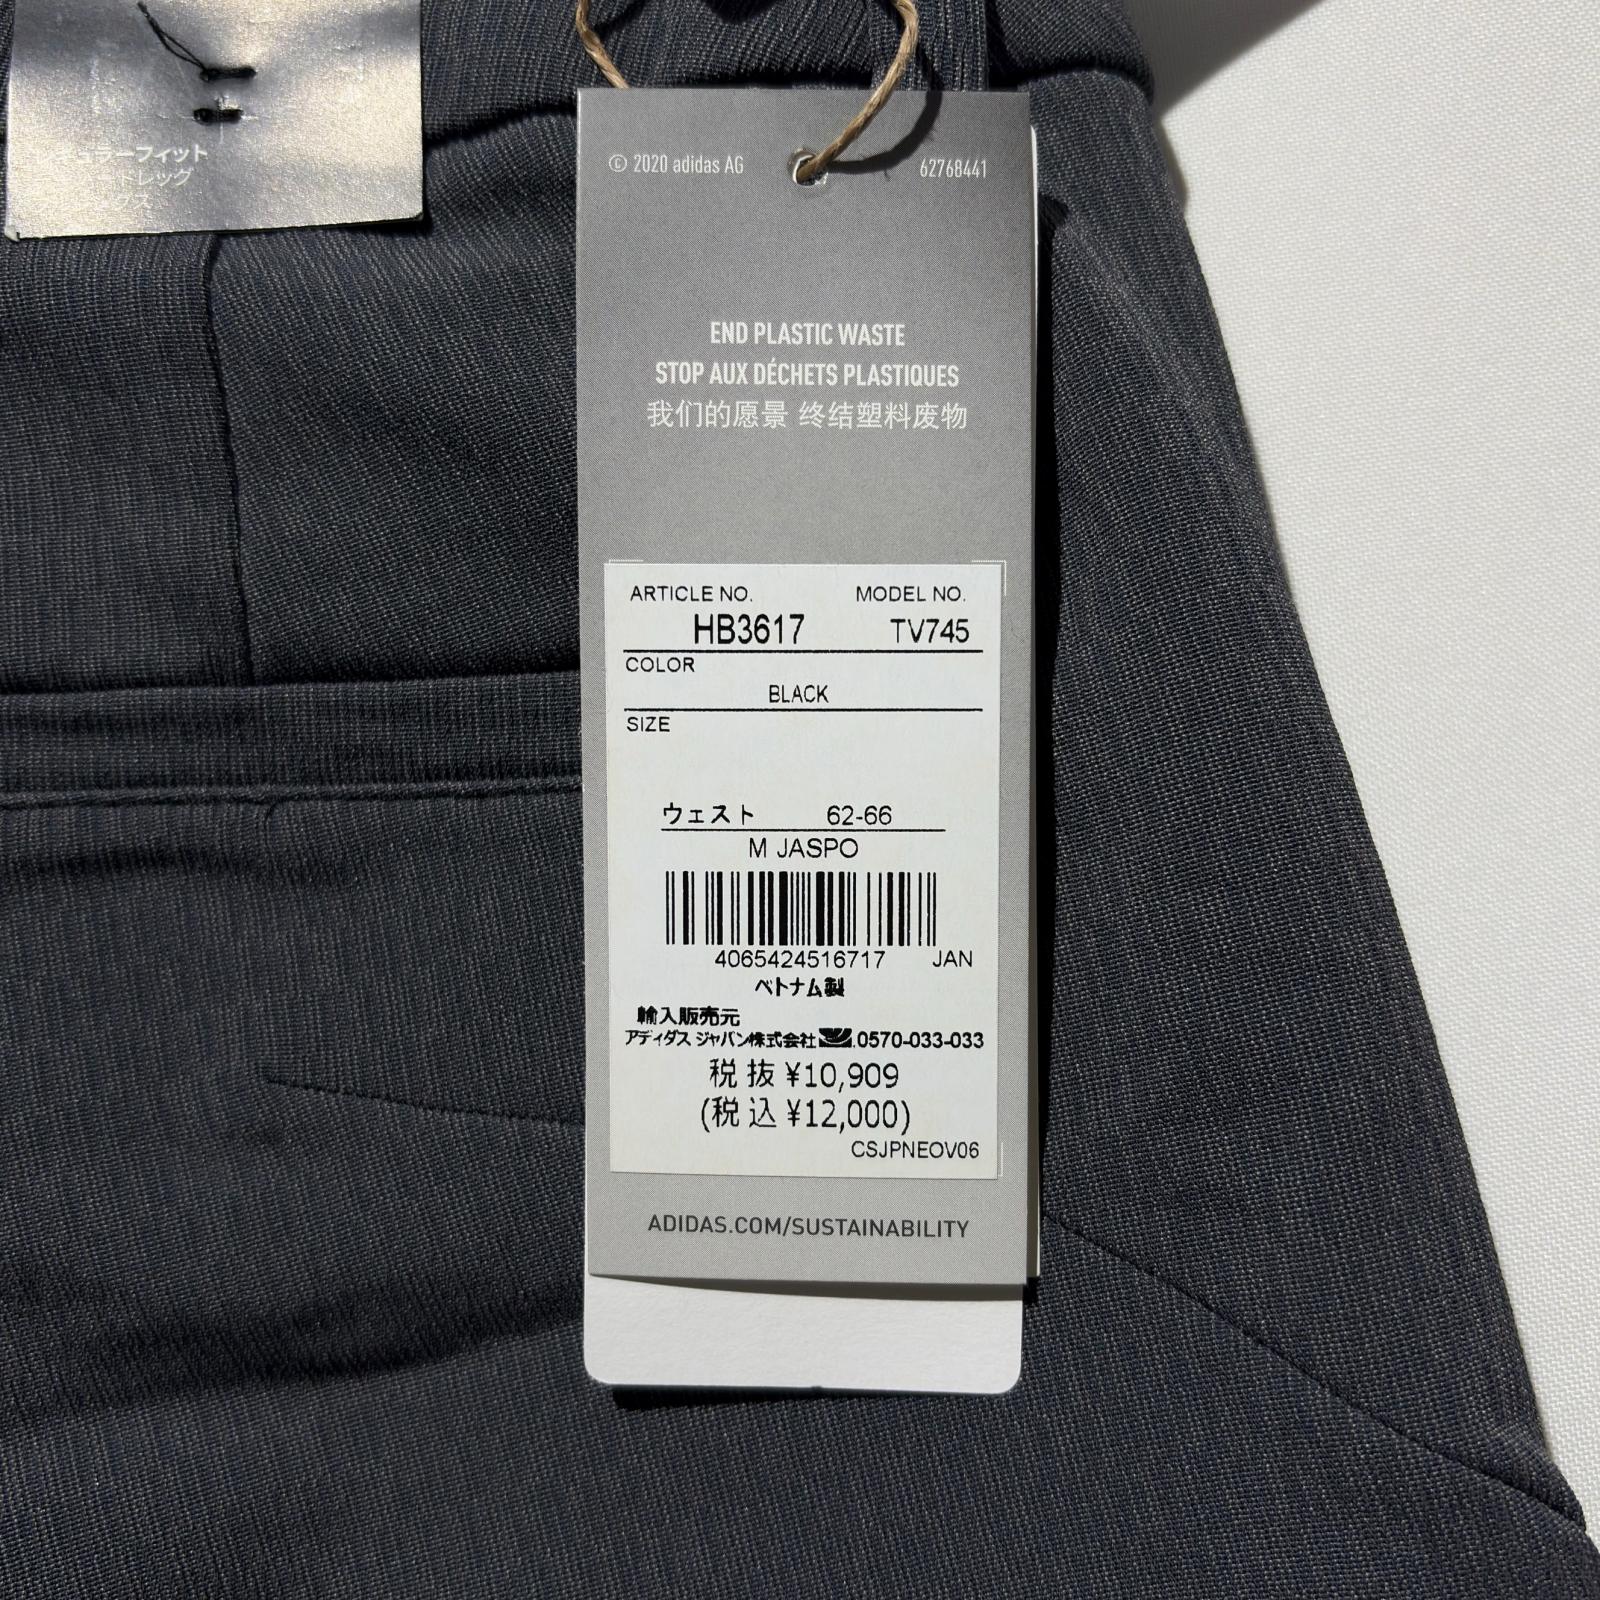 レギュラーフィット
レッグ
ックス
© 2020 adidas AG
62768441
END PLASTIC WASTE
STOP AUX DÉCHETS PLASTIQUES
我们的愿景 终结塑料废物
ARTICLE NO. MODEL NO.
HB3617 TV745
COLOR
BLACK
SIZE
ウェスト 62-66
M JASPO
4065424516717 JAN
ベトナム製
輸入販売元
アディダス ジャパン株式会社 0570-033-033
税抜 ¥10,909
(税込 ¥12,000)
CSJPNEOV06
ADIDAS.COM/SUSTAINABILITY